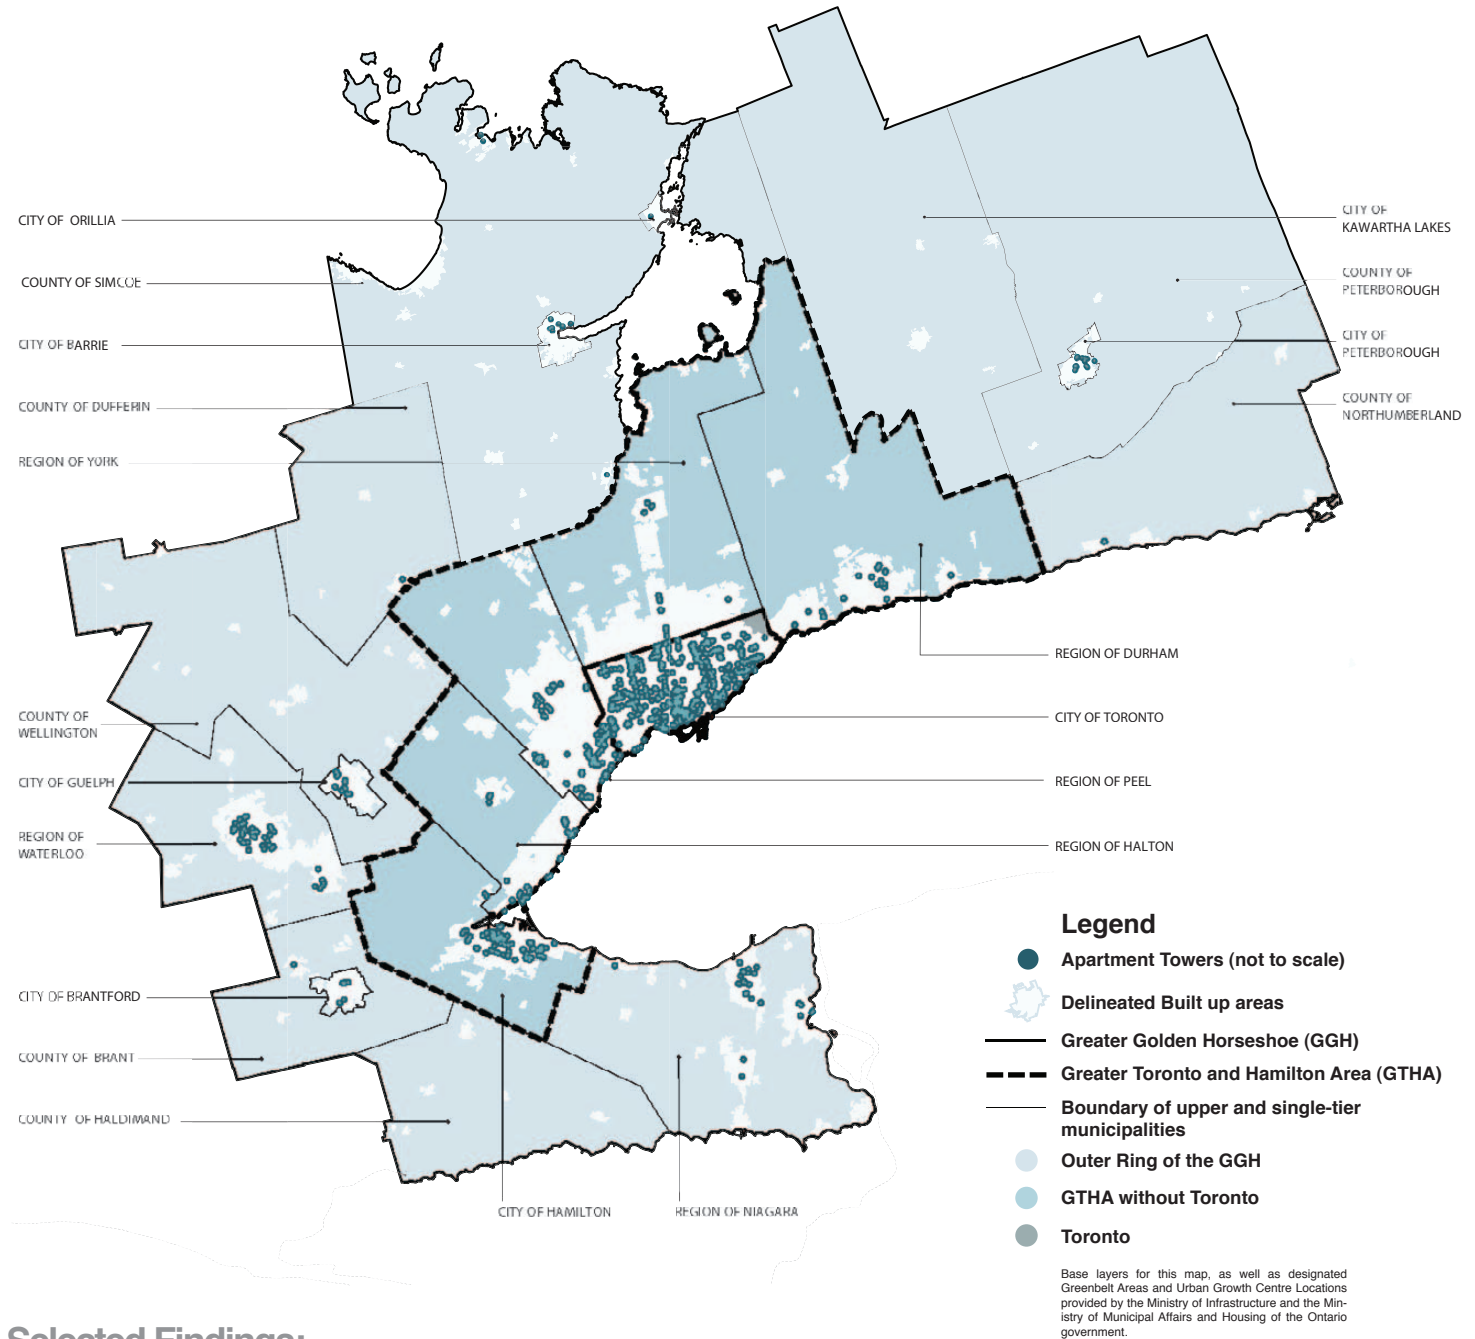 CITY OF ORILLIA
COUNTY OF SIMCOE
CITY OF BARRIE
COUNTY OF DUFFERIN
REGION OF YORK
COUNTY OF
WELLINGTON
CITY OF GUELPH
REGION OF
WATERLOO
CITY OF BRANTFORD
COUNTY OF BRANT
COUNTY OF HALDIMAND
CITY OF HAMILTON
REGION OF NIAGARA
CITY OF
KAWARTHA LAKES
COUNTY OF
PETERBOROUGH
CITY OF
PETERBOROUGH
COUNTY OF
NORTHUMBERLAND
REGION OF DURHAM
CITY OF TORONTO
REGION OF PEEL
REGION OF HALTON
Legend
Apartment Towers (not to scale)
Delineated Built up areas
Greater Golden Horseshoe (GGH)
Greater Toronto and Hamilton Area (GTHA)
Boundary of upper and single-tier
municipalities
Outer Ring of the GGH
GTHA without Toronto
Toronto
Base layers for this map, as well as designated
Greenbelt Areas and Urban Growth Centre Locations
provided by the Ministry of Infrastructure and the Min-
istry of Municipal Affairs and Housing of the Ontario
government.
Selected Findings: